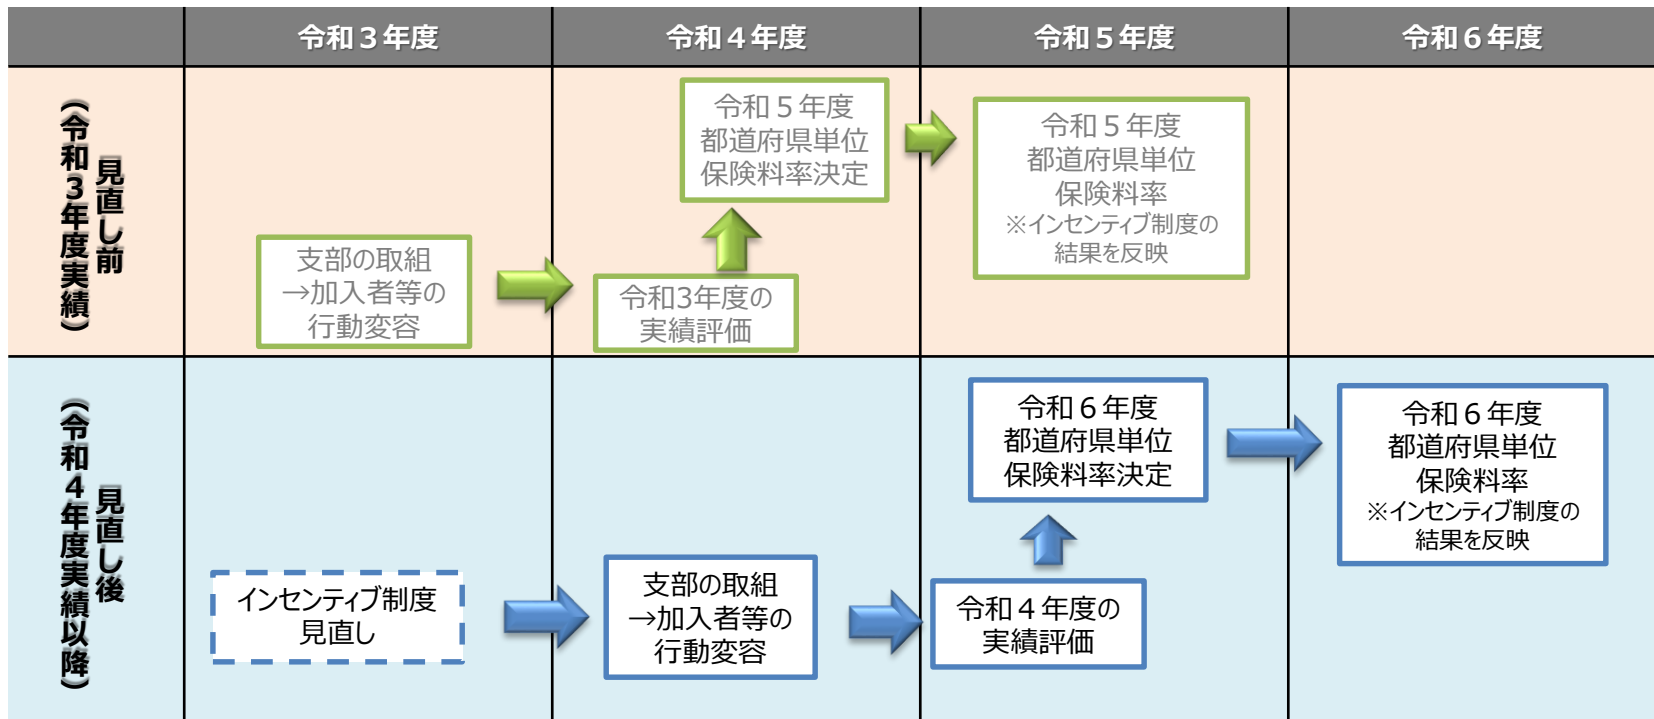 令和３年度
令和４年度
令和５年度
令和６年度
見直し前
（令和３年度実績）
支部の取組
→加入者等の
行動変容
令和3年度の
実績評価
令和５年度
都道府県単位
保険料率決定
令和５年度
都道府県単位
保険料率
※インセンティブ制度の
結果を反映
見直し後
（令和４年度実績以降）
インセンティブ制度
見直し
支部の取組
→加入者等の
行動変容
令和４年度の
実績評価
令和６年度
都道府県単位
保険料率決定
令和６年度
都道府県単位
保険料率
※インセンティブ制度の
結果を反映